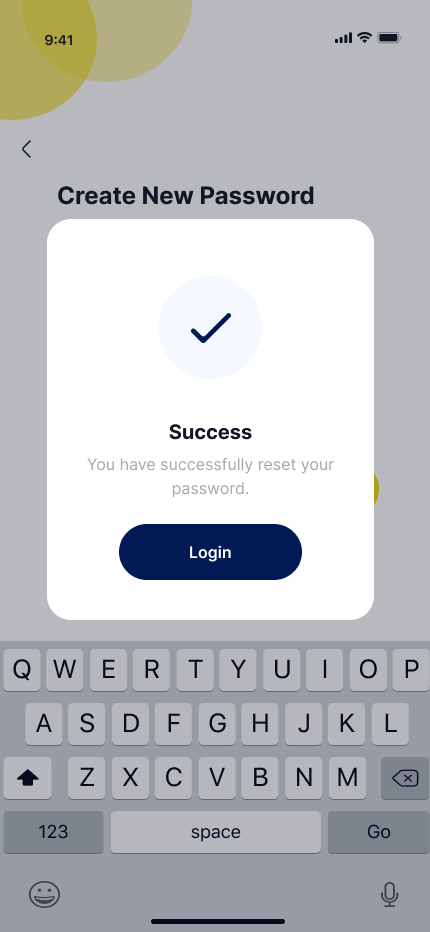 9:41
Create New Password
Success
You have successfully reset your
password.
Login
Q W E R T Y U I O P
A S D F G H J K L
Z X C V B N M
123 space Go